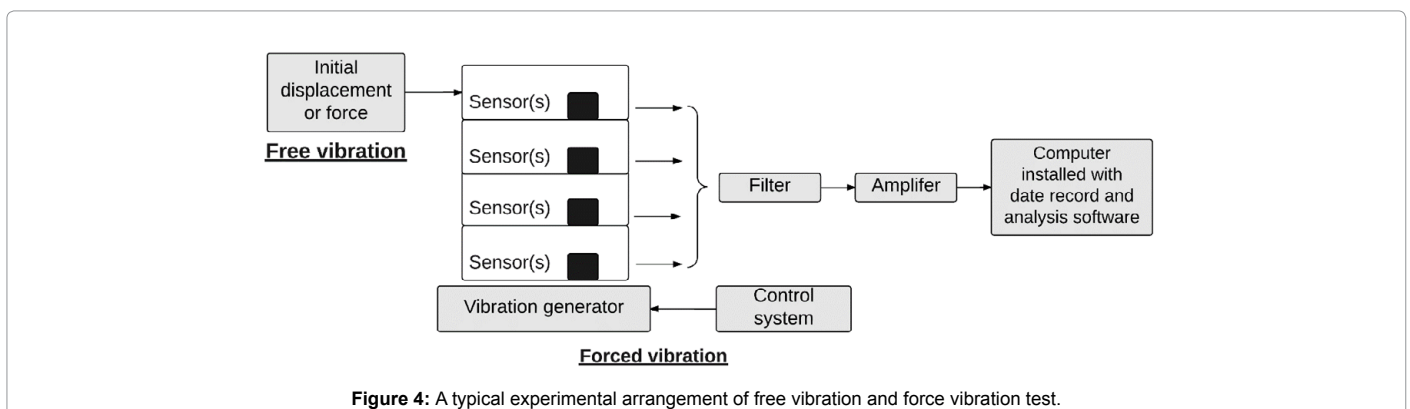 Initial
displacement
or force
Free vibration
Sensor(s)
Sensor(s)
Sensor(s)
Sensor(s)
Filter
Amplifer
Computer
installed with
date record and
analysis software
Vibration generator
Control
system
Forced vibration
Figure 4: A typical experimental arrangement of free vibration and force vibration test.